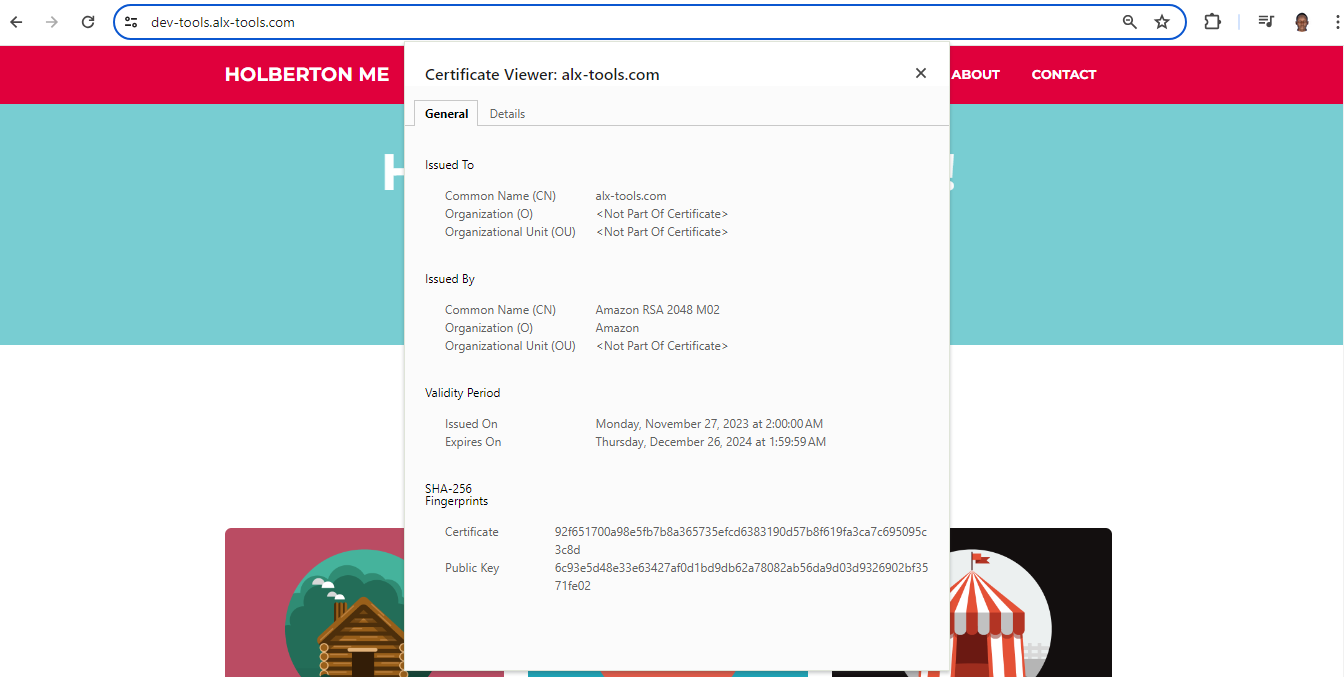 dev-tools.alx-tools.com
HOLBERTON ME
ABOUT
CONTACT
H
!
Certificate Viewer: alx-tools.com
General
Details
Issued To
Common Name (CN) alx-tools.com
Organization (O) <Not Part Of Certificate>
Organizational Unit (OU) <Not Part Of Certificate>
Issued By
Common Name (CN) Amazon RSA 2048 M02
Organization (O) Amazon
Organizational Unit (OU) <Not Part Of Certificate>
Validity Period
Issued On Monday, November 27, 2023 at 2:00:00 AM
Expires On Thursday, December 26, 2024 at 1:59:59 AM
SHA-256
Fingerprints
Certificate 92f651700a98e5fb7b8a365735efcd6383190d57b8f619fa3ca7c695095c
3c8d
Public Key 6c93e5d48e33e63427af0d1bd9db62a78082ab56da9d03d9326902bf35
71fe02